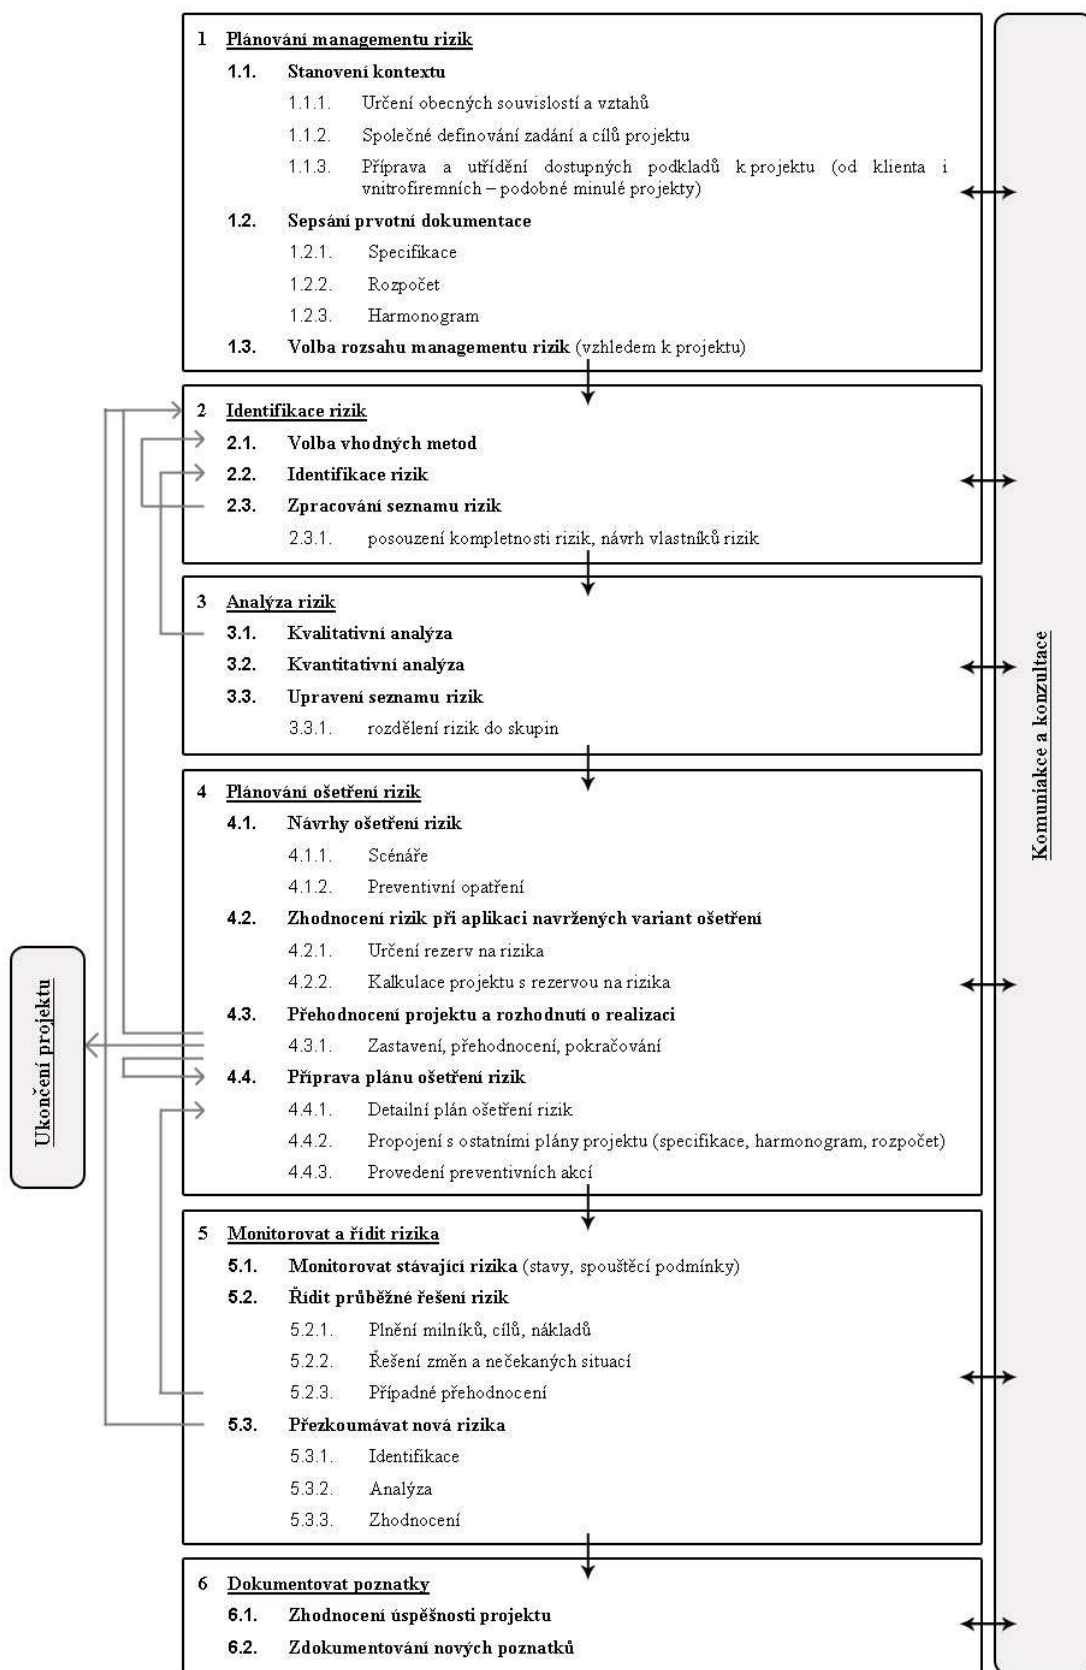 1 Plánování managementu rizik
1.1. Stanovení kontextu
1.1.1. Určení obecných souvislostí a vztahů
1.1.2. Společné definování zadání a cílů projektu
1.1.3. Příprava a utřídění dostupných podkladů k projektu (od klienta i
vnitrofiremních – podobné minulé projekty)
1.2. Sepsání prvotní dokumentace
1.2.1. Specifikace
1.2.2. Rozpočet
1.2.3. Harmonogram
1.3. Volba rozsahu managementu rizik (vzhledem k projektu)
2 Identifikace rizik
2.1. Volba vhodných metod
2.2. Identifikace rizik
2.3. Zpracování seznamu rizik
2.3.1. posouzení kompletnosti rizik, návrh vlastníků rizik
3 Analýza rizik
3.1. Kvalitativní analýza
3.2. Kvantitativní analýza
3.3. Upravení seznamu rizik
3.3.1. rozdělení rizik do skupin
4 Plánování ošetření rizik
4.1. Návrhy ošetření rizik
4.1.1. Scénáře
4.1.2. Preventivní opatření
4.2. Zhodnocení rizik při aplikaci navržených variant ošetření
4.2.1. Určení rezerv na rizika
4.2.2. Kalkulace projektu s rezervou na rizika
4.3. Přehodnocení projektu a rozhodnutí o realizaci
4.3.1. Zastavení, přehodnocení, pokračování
4.4. Příprava plánu ošetření rizik
4.4.1. Detailní plán ošetření rizik
4.4.2. Propojení s ostatními plány projektu (specifikace, harmonogram, rozpočet)
4.4.3. Provedení preventivních akcí
5 Monitorovat a řídit rizika
5.1. Monitorovat stávající rizika (stavy, spouštěcí podmínky)
5.2. Řídit průběžné řešení rizik
5.2.1. Plnění milníků, cílů, nákladů
5.2.2. Řešení změn a nečekaných situací
5.2.3. Případné přehodnocení
5.3. Přezkoumávat nová rizika
5.3.1. Identifikace
5.3.2. Analýza
5.3.3. Zhodnocení
6 Dokumentovat poznatky
6.1. Zhodnocení úspěšnosti projektu
6.2. Zdokumentování nových poznatků
Ukončení projektu
Komuniakce a konzultace